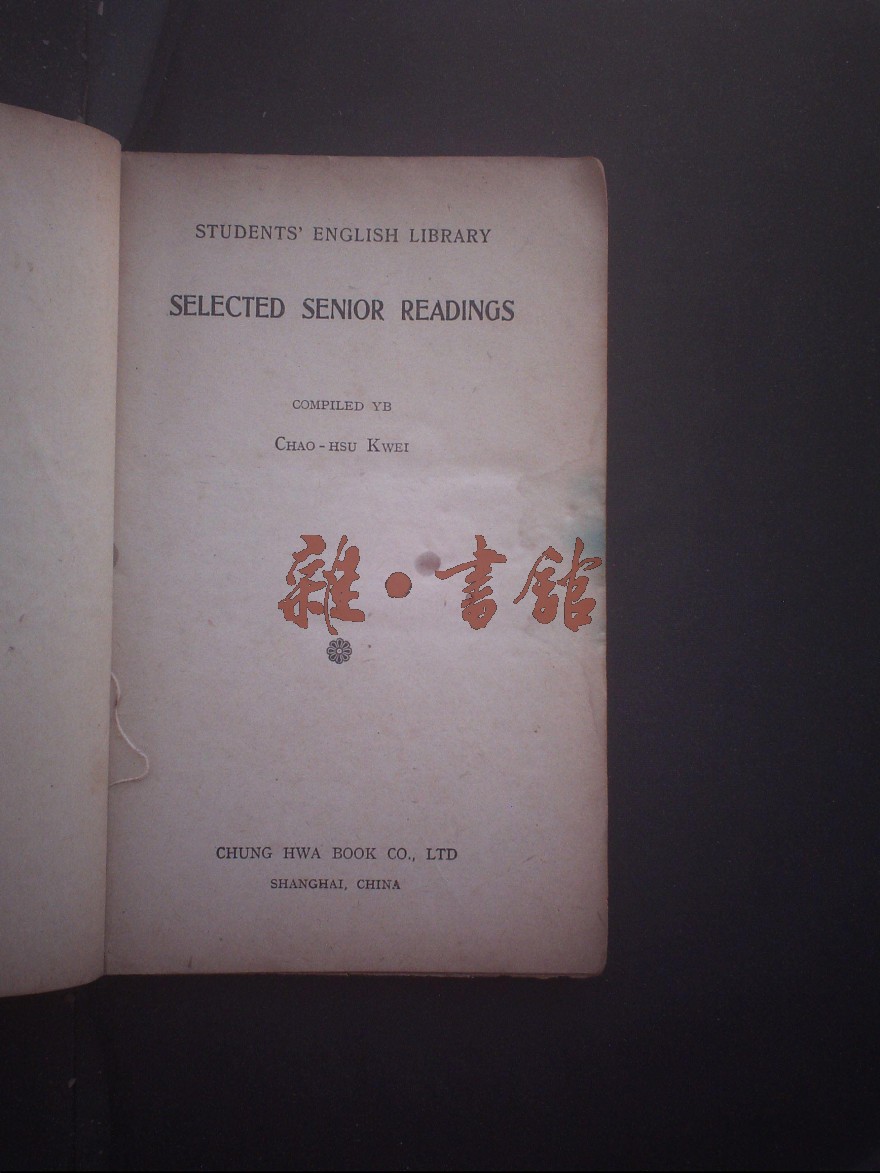 STUDENTS' ENGLISH LIBRARY
SELECTED SENIOR READINGS
COMPILED YB
CHAO-HSU KWEI
雜·書館
CHUNG HWA BOOK CO., LTD
SHANGHAI, CHINA